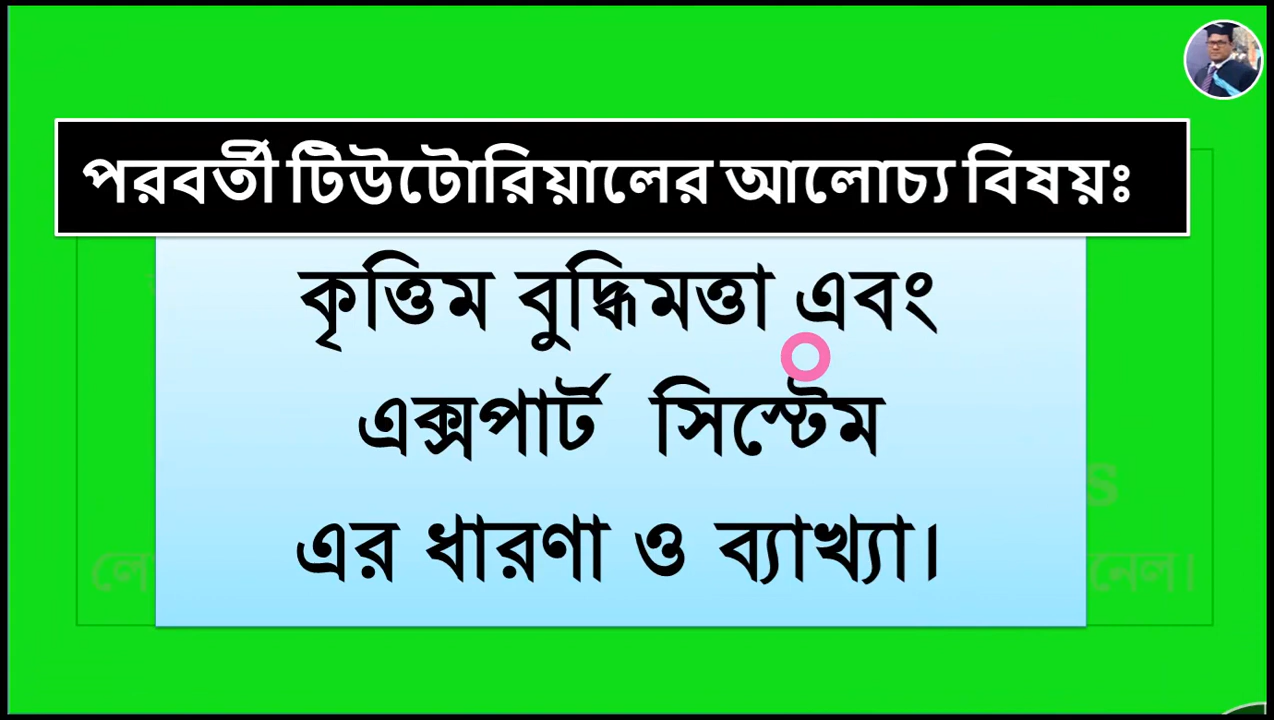 পরবর্তী টিউটোরিয়ালের আলোচ্য বিষয়ঃ
কৃত্তিম বুদ্ধিমত্তা এবং
এক্সপার্ট সিস্টেম
এর ধারণা ও ব্যাখ্যা।